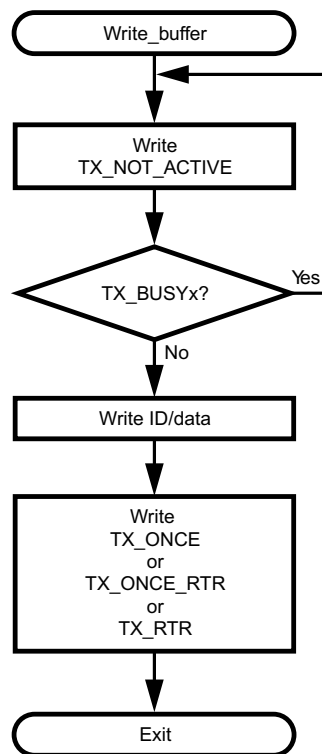 Write_buffer
Write
TX_NOT_ACTIVE
TX_BUSYx?
Yes
No
Write ID/data
Write
TX_ONCE
or
TX_ONCE_RTR
or
TX_RTR
Exit